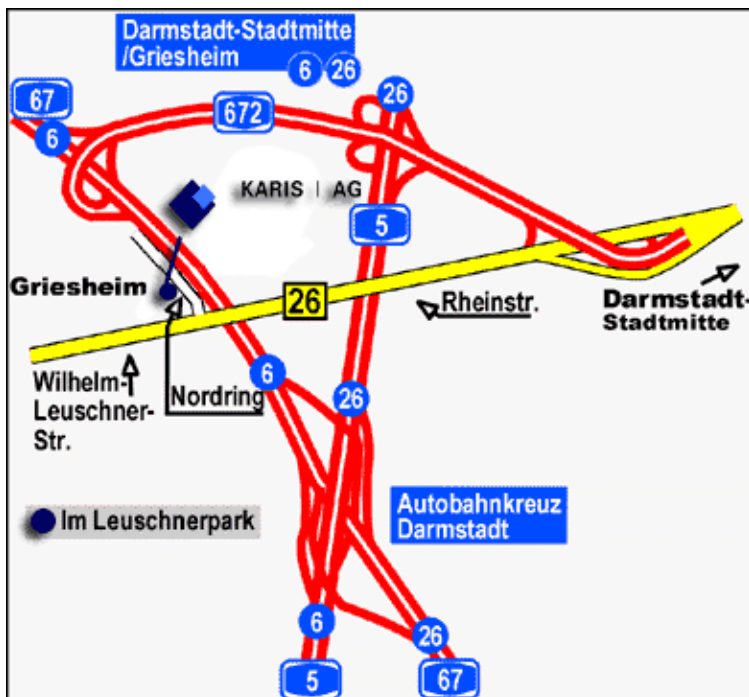 Darmstadt-Stadtmitte
/Griesheim
6 26
67
6
672
26
KARIS | AG
5
Griesheim
26
Rheinstr.
Darmstadt-
Stadtmitte
Wilhelm-
Leuschner-
Str.
Nordring
6
26
Im Leuschnerpark
Autobahnkreuz
Darmstadt
6
26
5
67